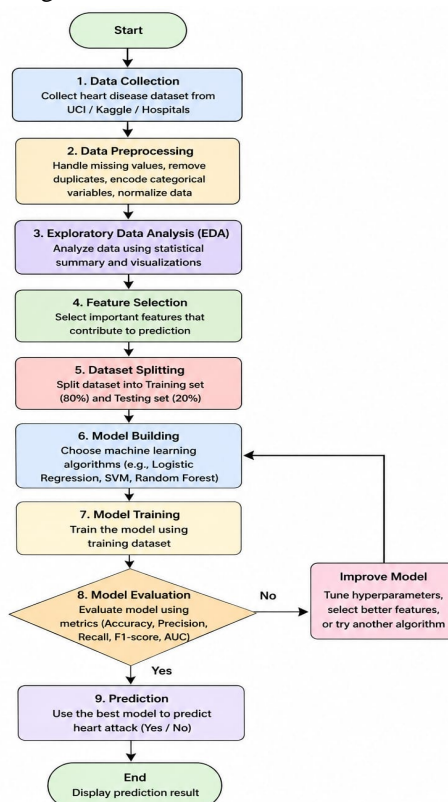 Start
1. Data Collection
Collect heart disease dataset from
UCI / Kaggle / Hospitals
2. Data Preprocessing
Handle missing values, remove
duplicates, encode categorical
variables, normalize data
3. Exploratory Data Analysis (EDA)
Analyze data using statistical
summary and visualizations
4. Feature Selection
Select important features that
contribute to prediction
5. Dataset Splitting
Split dataset into Training set
(80%) and Testing set (20%)
6. Model Building
Choose machine learning
algorithms (e.g., Logistic
Regression, SVM, Random Forest)
7. Model Training
Train the model using
training dataset
8. Model Evaluation
Evaluate model using
metrics (Accuracy, Precision,
Recall, F1-score, AUC)
No
Improve Model
Tune hyperparameters,
select better features,
or try another algorithm
Yes
9. Prediction
Use the best model to predict
heart attack (Yes / No)
End
Display prediction result